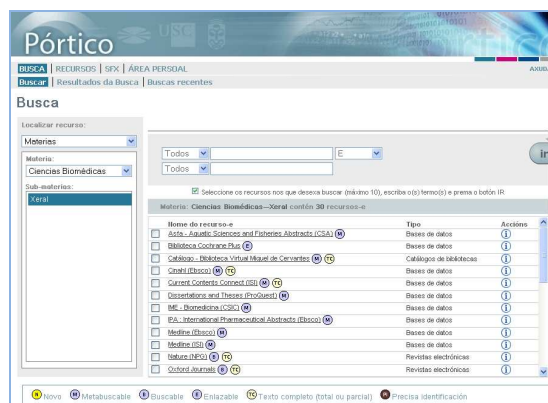 Pórtico
USC
BUSCA | RECURSOS | SFX | ÁREA PERSOAL
AXUDA
Buscar | Resultados da Busca | Buscas recentes
Busca
Localizar recurso:
Materias
Materia:
Ciencias Biomédicas
Sub-materias:
Xeral
Todos
E
Todos
ir
Seleccione os recursos nos que desexa buscar (máximo 10), escriba o(s) termo(s) e prema o botón IR
Materia: Ciencias Biomédicas—Xeral contén 30 recursos-e
Nome do recurso-e Tipo Accións
Asfa - Aquatic Sciences and Fisheries Abstracts (CSA) M Bases de datos i
Biblioteca Cochrane Plus E Bases de datos i
Catálogo - Biblioteca Virtual Miguel de Cervantes M TC Catálogos de bibliotecas i
Cinahl (Ebsco) M TC Bases de datos i
Current Contents Connect (ISI) M TC Bases de datos i
Dissertations and Theses (ProQuest) M Bases de datos i
IME - Biomedicina (CSIC) M Bases de datos i
IPA : International Pharmaceutical Abstracts (Ebsco) M Bases de datos i
Medline (Ebsco) M Bases de datos i
Medline (ISI) M Bases de datos i
Nature (NPG) B TC Revistas electrónicas i
Oxford Journals B TC Revistas electrónicas i
N Novo M Metabuscable B Buscable E Enlazable TC Texto completo (total ou parcial) Precisa identificación